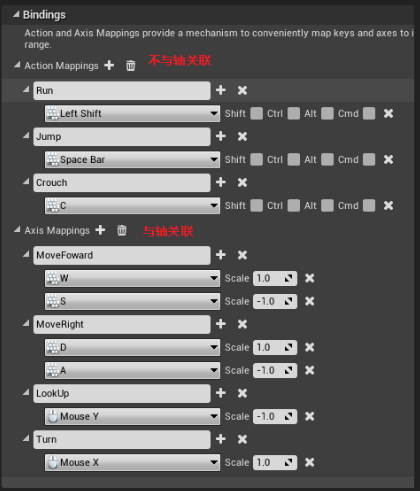 Bindings
Action and Axis Mappings provide a mechanism to conveniently map keys and axes to i
range.
Action Mappings 不与轴关联
Run
Left Shift Shift Ctrl Alt Cmd
Jump
Space Bar Shift Ctrl Alt Cmd
Crouch
C Shift Ctrl Alt Cmd
Axis Mappings 与轴关联
MoveFoward
W Scale 1.0
S Scale -1.0
MoveRight
D Scale 1.0
A Scale -1.0
LookUp
Mouse Y Scale -1.0
Turn
Mouse X Scale 1.0